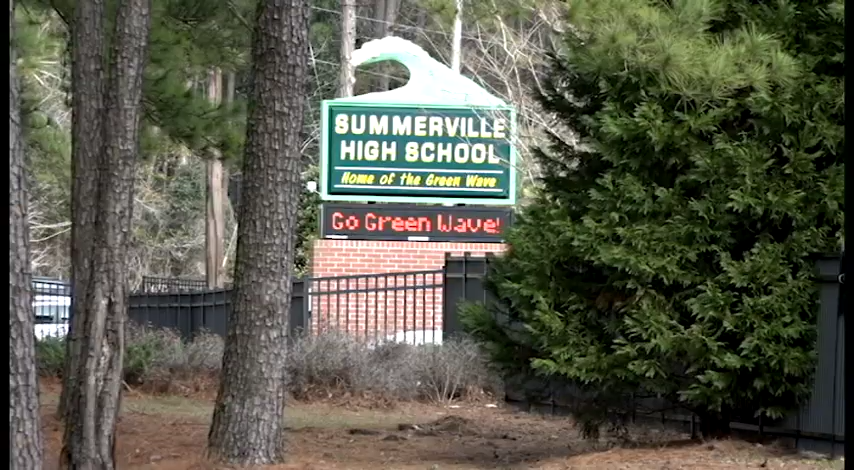 SUMMERVILLE
HIGH SCHOOL
Home of the Green Wave
Go Green Wave!